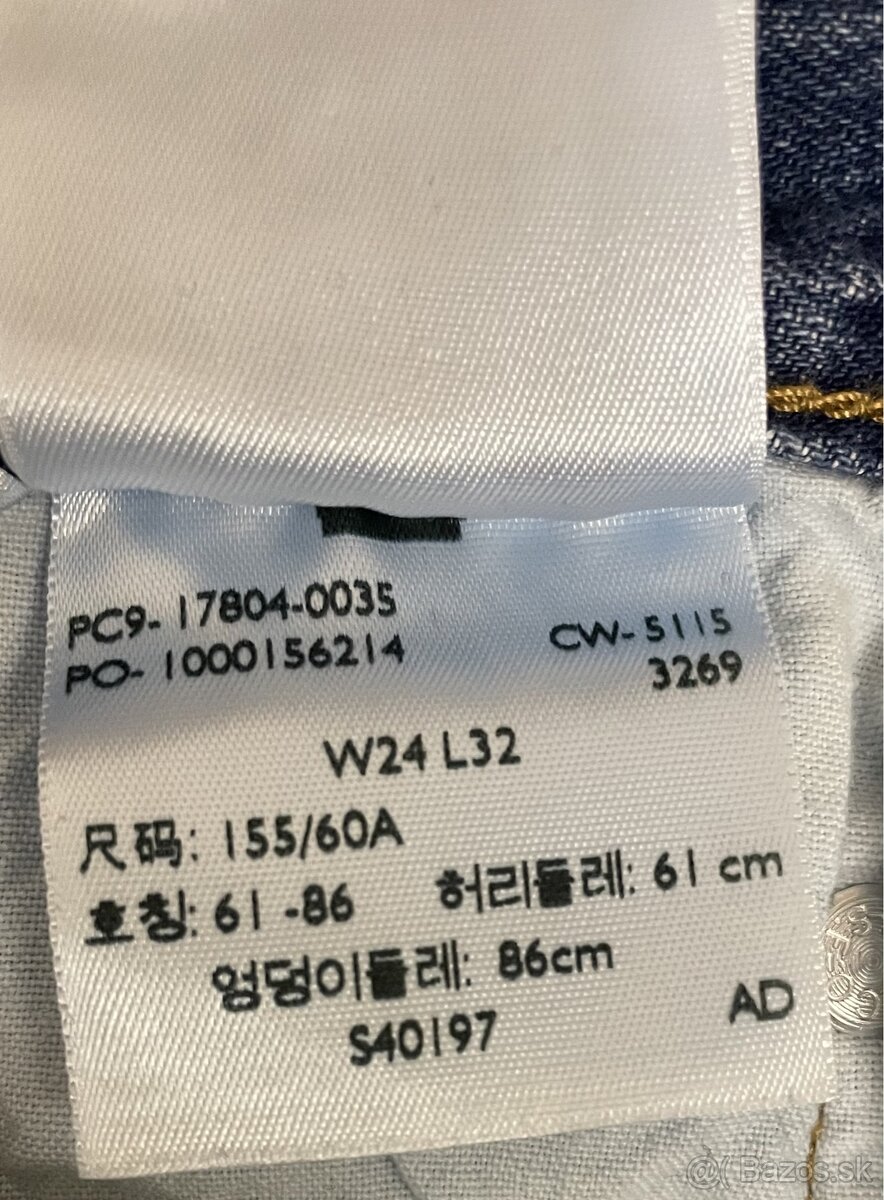 PC9- 17804-0035
PO- 1000156214
CW- 5115
3269
W24 L32
尺码: 155/60A
호칭: 61 -86 허리둘레: 61 cm
엉덩이둘레: 86cm
S40197
AD
@( Bazos.sk